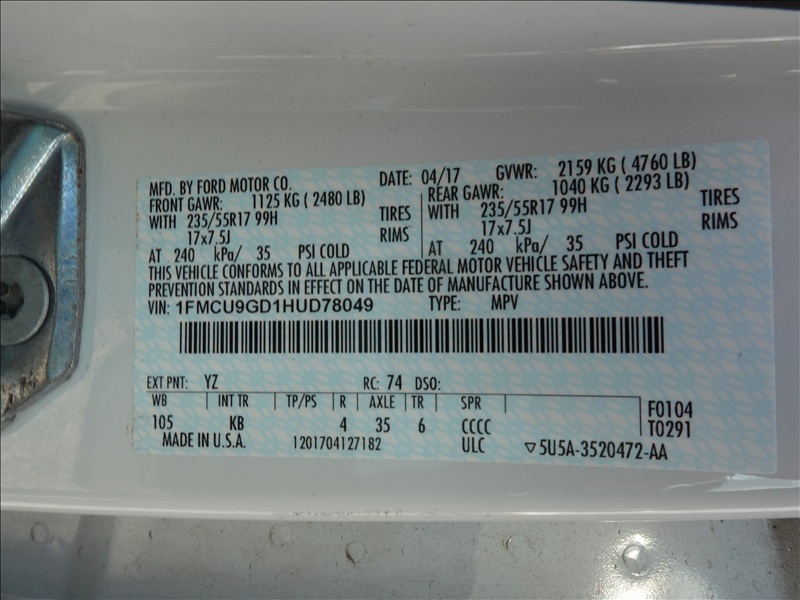 MFD. BY FORD MOTOR CO. DATE: 04/17 GVWR: 2159 KG ( 4760 LB)
FRONT GAWR: 1125 KG ( 2480 LB) REAR GAWR: 1040 KG ( 2293 LB)
WITH 235/55R17 99H TIRES WITH 235/55R17 99H TIRES
17x7.5J RIMS 17x7.5J RIMS
AT 240 kPa/ 35 PSI COLD AT 240 kPa/ 35 PSI COLD
THIS VEHICLE CONFORMS TO ALL APPLICABLE FEDERAL MOTOR VEHICLE SAFETY AND THEFT
PREVENTION STANDARDS IN EFFECT ON THE DATE OF MANUFACTURE SHOWN ABOVE.
VIN: 1FMCU9GD1HUD78049 TYPE: MPV
EXT PNT: YZ RC: 74 DSO:
WB INT TR TP/PS R AXLE TR SPR F0104
105 KB 4 35 6 CCCC T0291
MADE IN U.S.A. 1201704127182 ULC ▽5U5A-3520472-AA